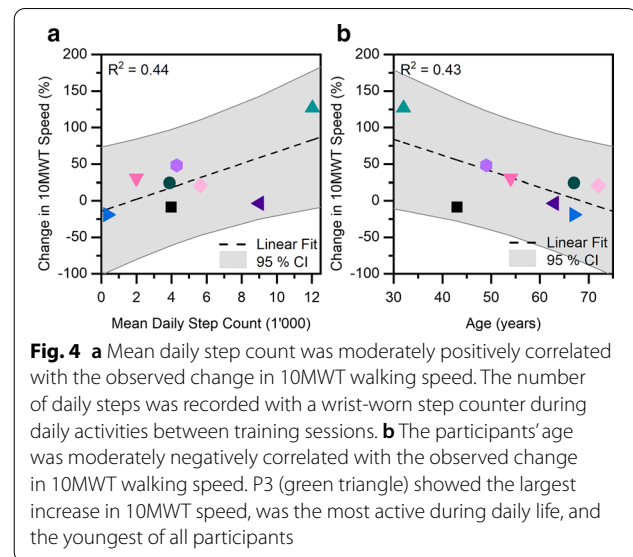 a
b
200
150
100
50
0
-50
-100
Change in 10MWT Speed (%)
R² = 0.44
Linear Fit
95 % CI
0 2 4 6 8 10 12
Mean Daily Step Count (1'000)
200
150
100
50
0
-50
-100
Change in 10MWT Speed (%)
R² = 0.43
Linear Fit
95 % CI
30 40 50 60 70
Age (years)
Fig. 4 a Mean daily step count was moderately positively correlated
with the observed change in 10MWT walking speed. The number
of daily steps was recorded with a wrist-worn step counter during
daily activities between training sessions. b The participants’ age
was moderately negatively correlated with the observed change
in 10MWT walking speed. P3 (green triangle) showed the largest
increase in 10MWT speed, was the most active during daily life, and
the youngest of all participants